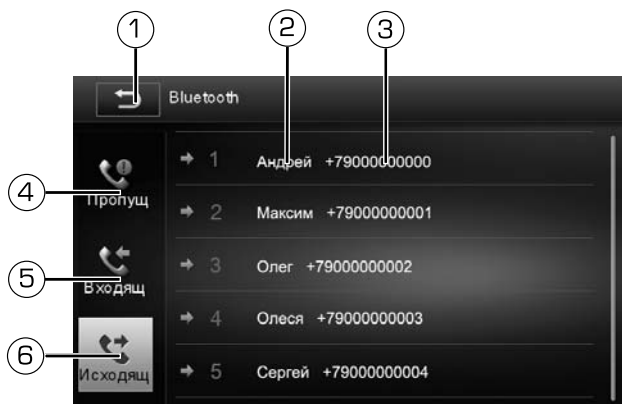 1 2 3
Bluetooth
1 Андрей +79000000000
4
Пропущ
2 Максим +79000000001
5
Входящ
3 Олег +79000000002
4 Олеся +79000000003
6
Исходящ
5 Сергей +79000000004